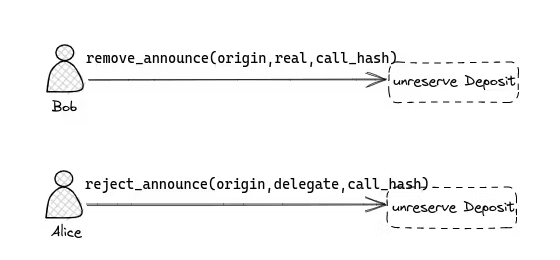 remove_announce(origin,real,call_hash)
unreserve Deposit
Bob
reject_announce(origin,delegate,call_hash)
unreserve Deposit
Alice